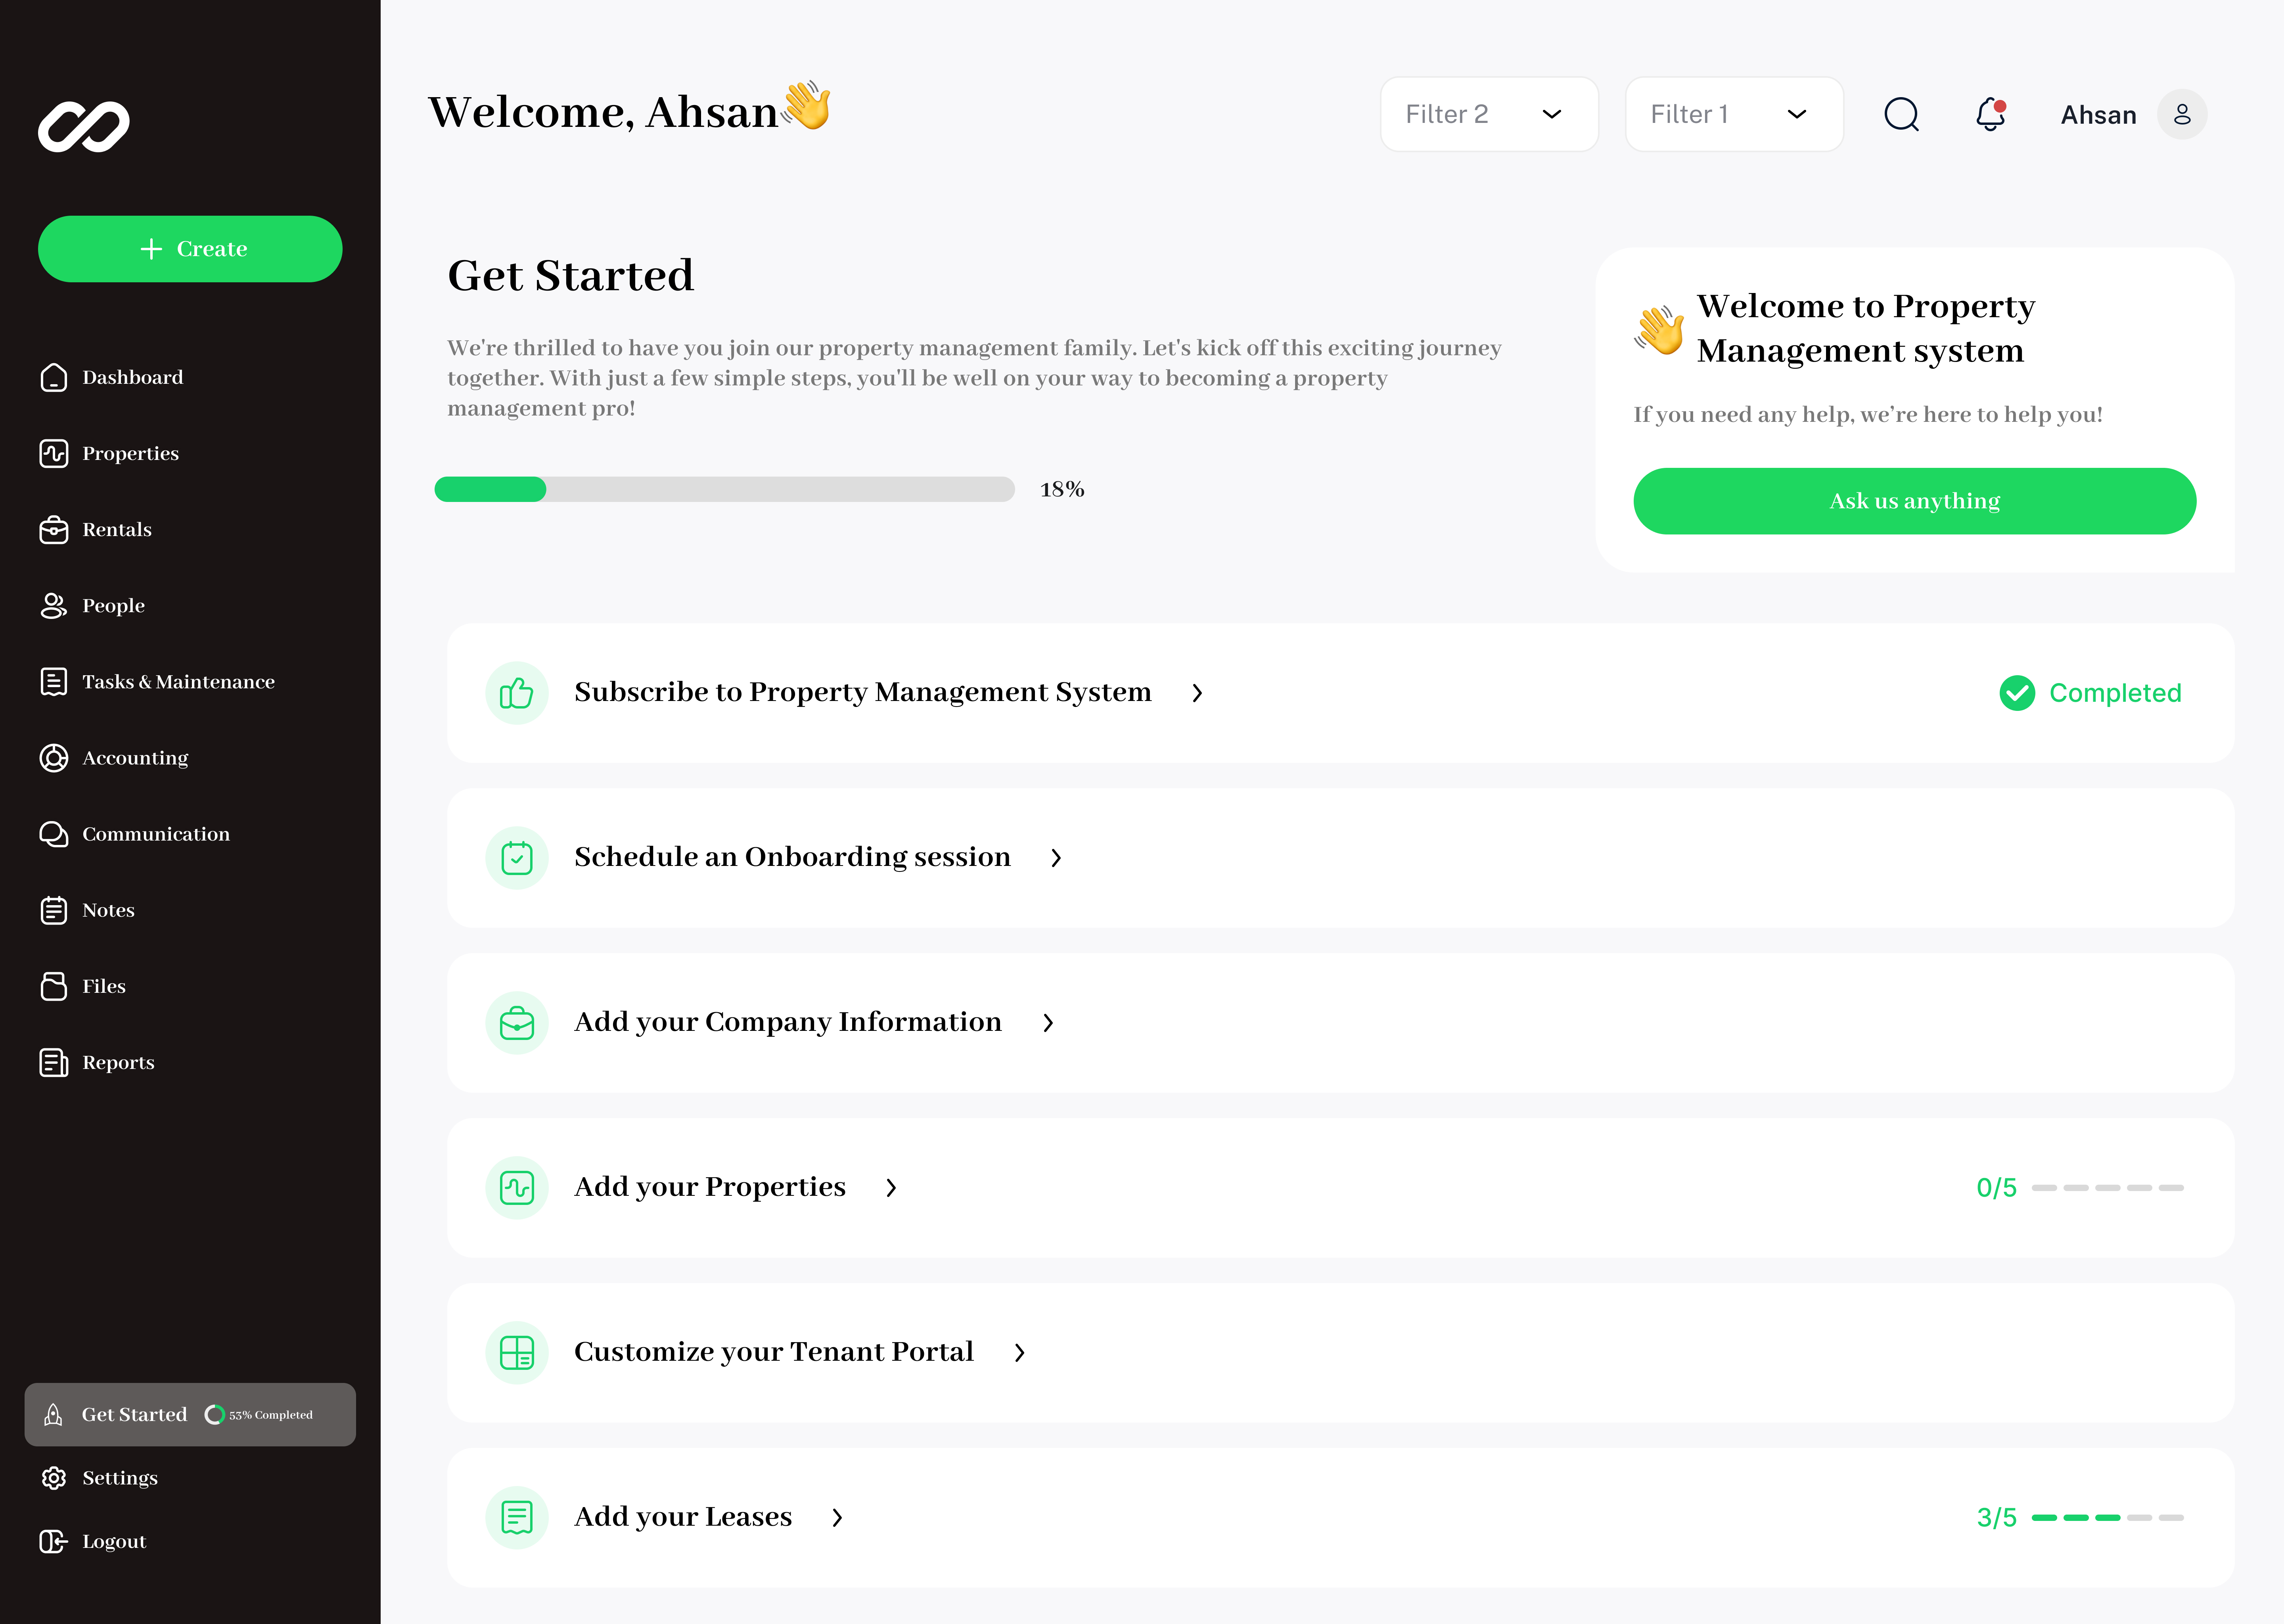 Create
Dashboard
Properties
Rentals
People
Tasks & Maintenance
Accounting
Communication
Notes
Files
Reports
Get Started
53% Completed
Settings
Logout
Welcome, Ahsan👋
Filter 2
Filter 1
Ahsan
Get Started
We're thrilled to have you join our property management family. Let's kick off this exciting journey
together. With just a few simple steps, you'll be well on your way to becoming a property
management pro!
18%
👋
Welcome to Property
Management system
If you need any help, we’re here to help you!
Ask us anything
Subscribe to Property Management System
Completed
Schedule an Onboarding session
Add your Company Information
Add your Properties
0/5
Customize your Tenant Portal
Add your Leases
3/5